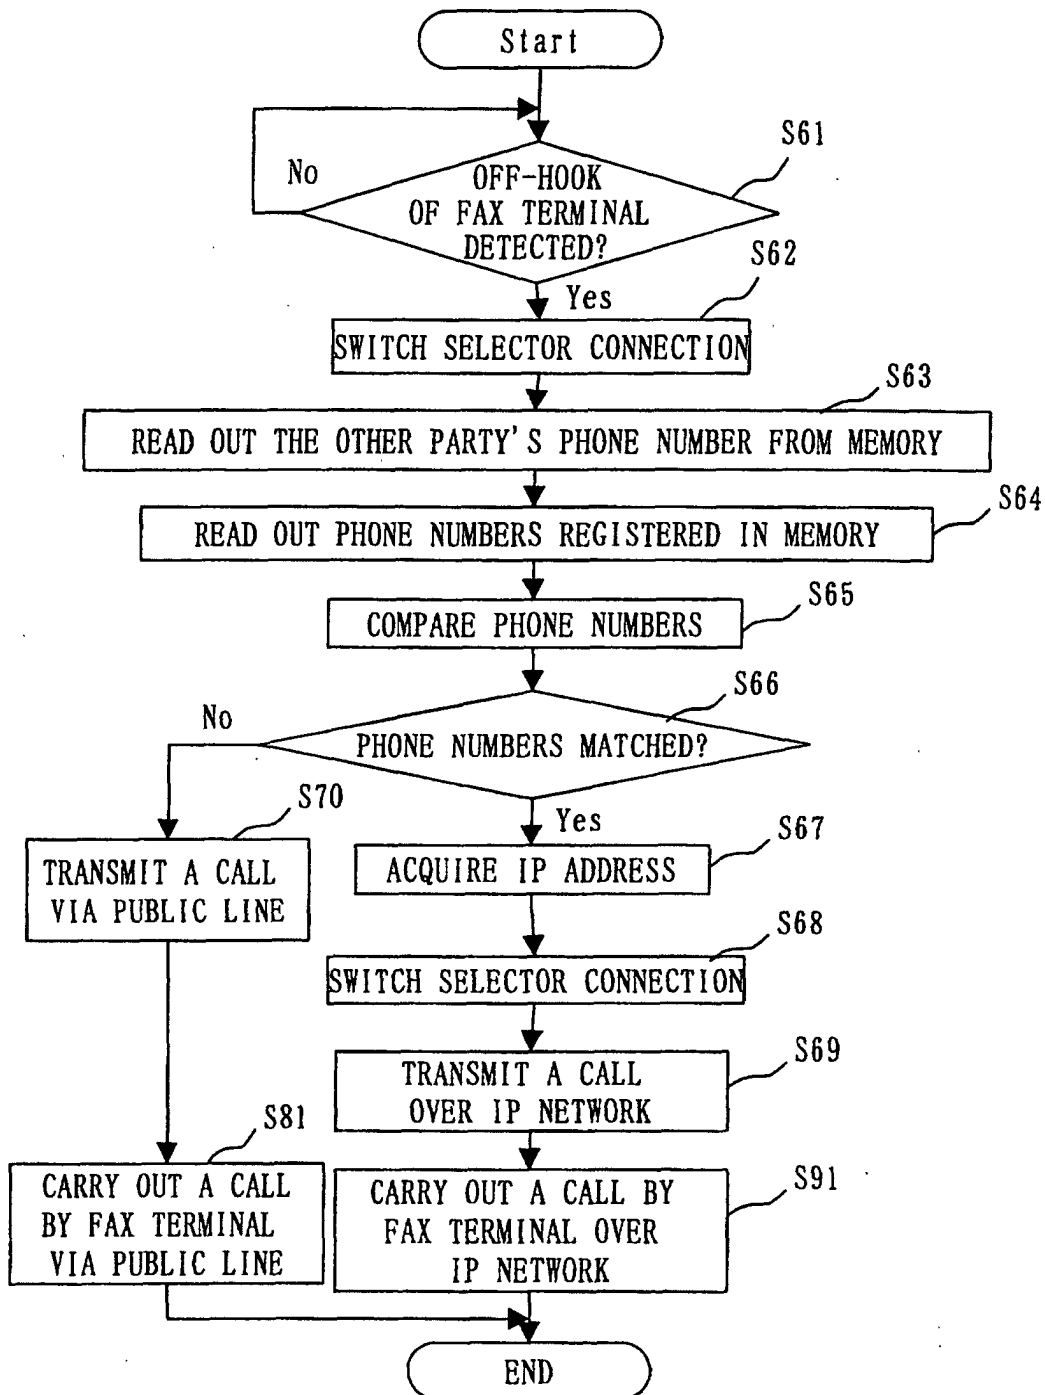 Start
S61
No
OFF-HOOK
OF FAX TERMINAL
DETECTED?
S62
Yes
SWITCH SELECTOR CONNECTION
S63
READ OUT THE OTHER PARTY'S PHONE NUMBER FROM MEMORY
S64
READ OUT PHONE NUMBERS REGISTERED IN MEMORY
S65
COMPARE PHONE NUMBERS
S66
No
PHONE NUMBERS MATCHED?
S70
Yes
S67
TRANSMIT A CALL
VIA PUBLIC LINE
ACQUIRE IP ADDRESS
S68
SWITCH SELECTOR CONNECTION
S69
TRANSMIT A CALL
OVER IP NETWORK
S81
CARRY OUT A CALL
BY FAX TERMINAL
VIA PUBLIC LINE
S91
CARRY OUT A CALL BY
FAX TERMINAL OVER
IP NETWORK
END